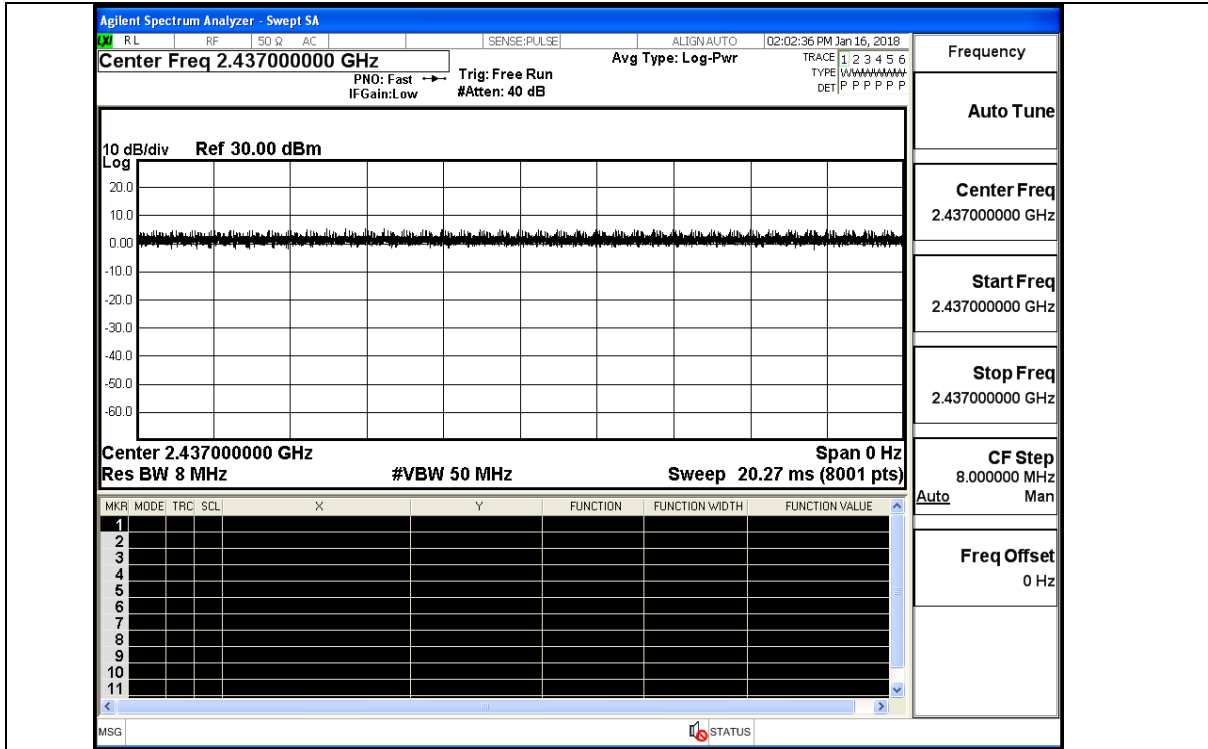 Agilent Spectrum Analyzer - Swept SA
LXI RL RF 50 Ω AC SENSE:PULSE ALIGN AUTO 02:02:36 PM Jan 16, 2018
Center Freq 2.437000000 GHz
PNO: Fast
IFGain:Low
Trig: Free Run
#Atten: 40 dB
Avg Type: Log-Pwr
TRACE 1 2 3 4 5 6
TYPE WWWWWW
DET P P P P P P
10 dB/div Ref 30.00 dBm
Log
20.0
10.0
0.00
-10.0
-20.0
-30.0
-40.0
-50.0
-60.0
Center 2.437000000 GHz Span 0 Hz
Res BW 8 MHz #VBW 50 MHz Sweep 20.27 ms (8001 pts)
MKR MODE TRC SCL X Y FUNCTION FUNCTION WIDTH FUNCTION VALUE
1
2
3
4
5
6
7
8
9
10
11
MSG STATUS
Frequency
Auto Tune
Center Freq
2.437000000 GHz
Start Freq
2.437000000 GHz
Stop Freq
2.437000000 GHz
CF Step
8.000000 MHz
Auto Man
Freq Offset
0 Hz